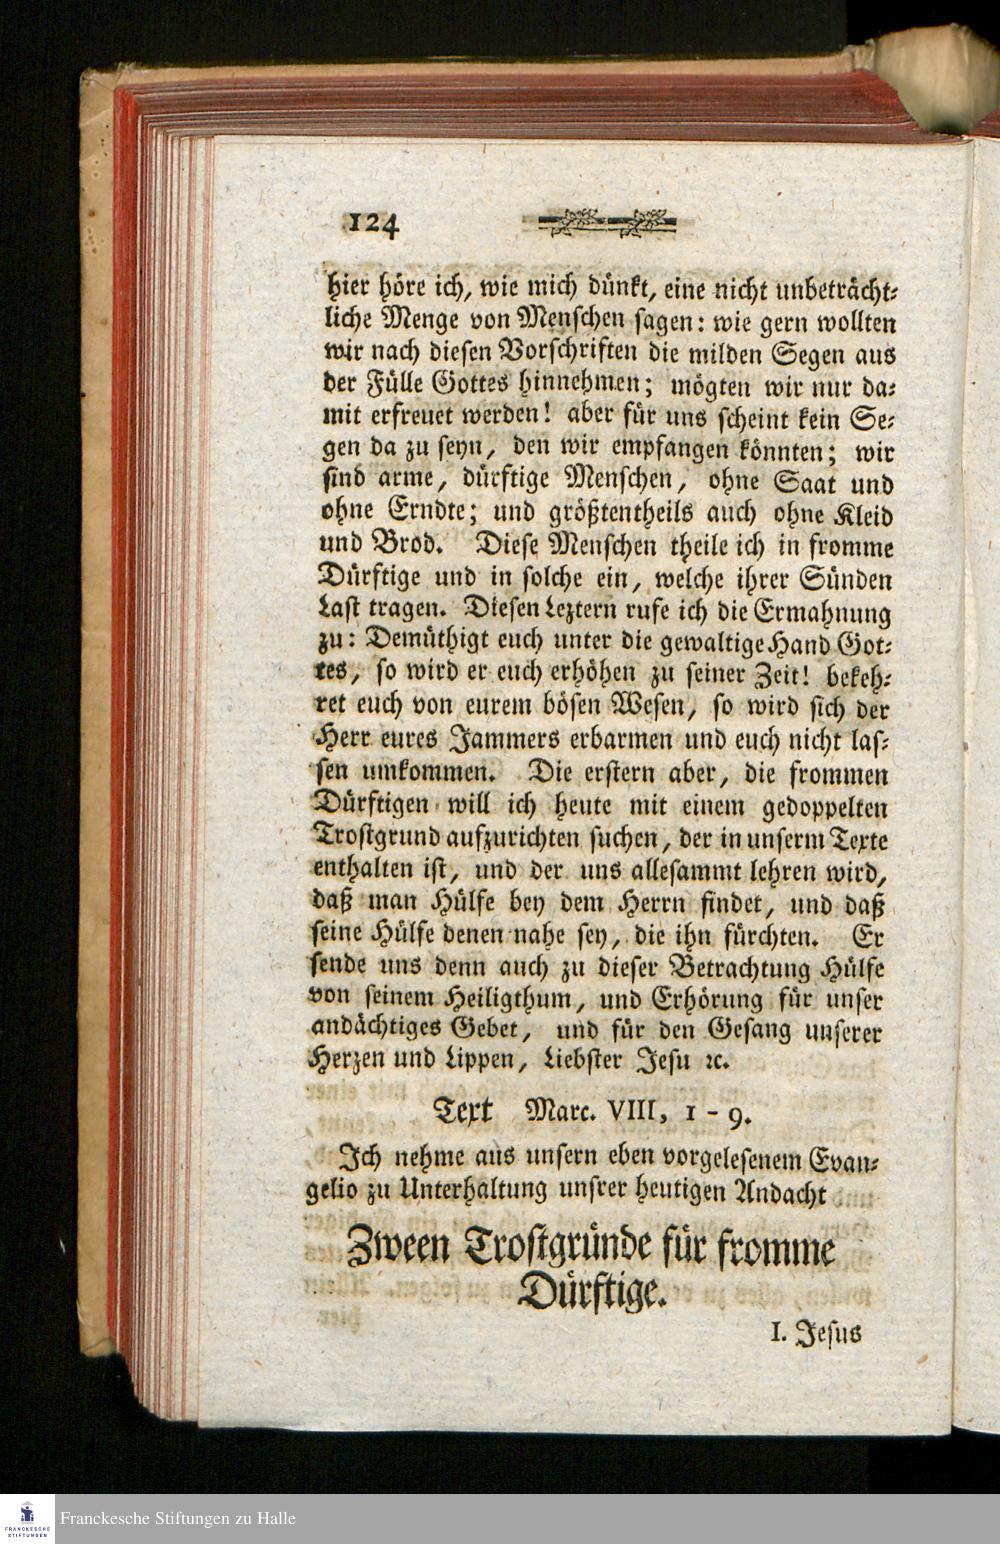 124
hier höre ich, wie mich dünkt, eine nicht unbeträcht-
liche Menge von Menschen sagen: wie gern wollten
wir nach diesen Vorschriften die milden Segen aus
der Fülle Gottes hinnehmen; mögten wir nur da-
mit erfreuet werden! aber für uns scheint kein Se-
gen da zu seyn, den wir empfangen könnten; wir
sind arme, dürftige Menschen, ohne Saat und
ohne Erndte; und größtentheils auch ohne Kleid
und Brod. Diese Menschen theile ich in fromme
Dürftige und in solche ein, welche ihrer Sünden
Last tragen. Diesen Leztern rufe ich die Ermahnung
zu: Demüthigt euch unter die gewaltige Hand Got-
tes, so wird er euch erhöhen zu seiner Zeit! bekeh-
ret euch von eurem bösen Wesen, so wird sich der
Herr eures Jammers erbarmen und euch nicht las-
sen umkommen. Die erstern aber, die frommen
Dürftigen will ich heute mit einem gedoppelten
Trostgrund aufzurichten suchen, der in unserm Texte
enthalten ist, und der uns allesammt lehren wird,
daß man Hülfe bey dem Herrn findet, und daß
seine Hülfe denen nahe sey, die ihn fürchten. Er
sende uns denn auch zu dieser Betrachtung Hülfe
von seinem Heiligthum, und Erhörung für unser
andächtiges Gebet, und für den Gesang unserer
Herzen und Lippen, Liebster Jesu ꝛc.
Text Marc. VIII, 1 - 9.
Ich nehme aus unsern eben vorgelesenem Evan-
gelio zu Unterhaltung unsrer heutigen Andacht
Zween Trostgründe für fromme
Dürftige.
I. Jesus
FRANCKESCHE
STIFTUNGEN
Franckesche Stiftungen zu Halle